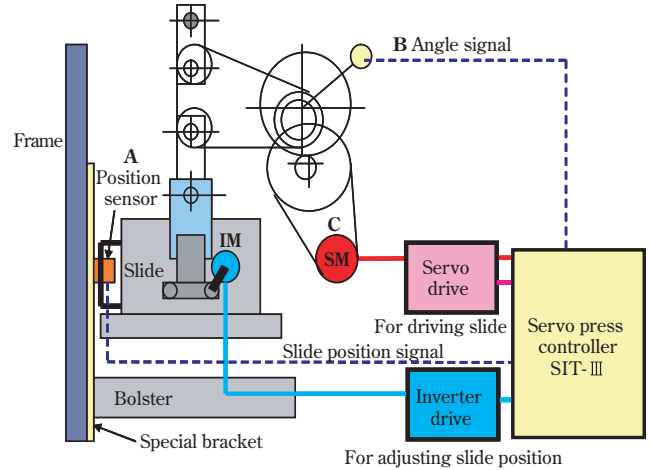 B Angle signal
Frame
A
Position
sensor
C
IM
SM
Slide
Servo
drive
For driving slide
Servo press
controller
SIT-Ⅲ
Slide position signal
Bolster
Inverter
drive
Special bracket
For adjusting slide position